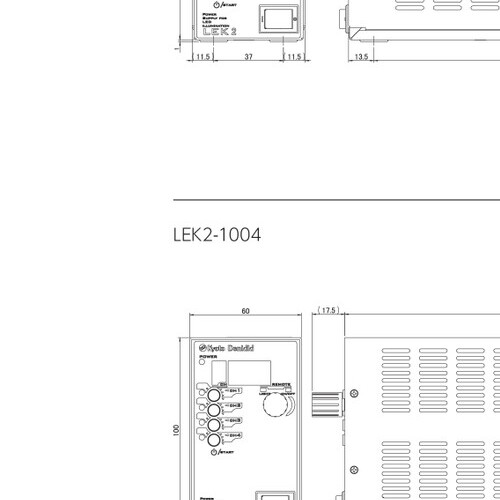 /START
POWER
SUPPLY FOR
LED
ILLUMINATION
LEK 2
1
11.5
37
11.5
13.5
LEK2-1004
60
(17.5)
Kyoto Denkiki
POWER
REMOTE
CH1
CH2
CH3
CH4
/START
100
POWER